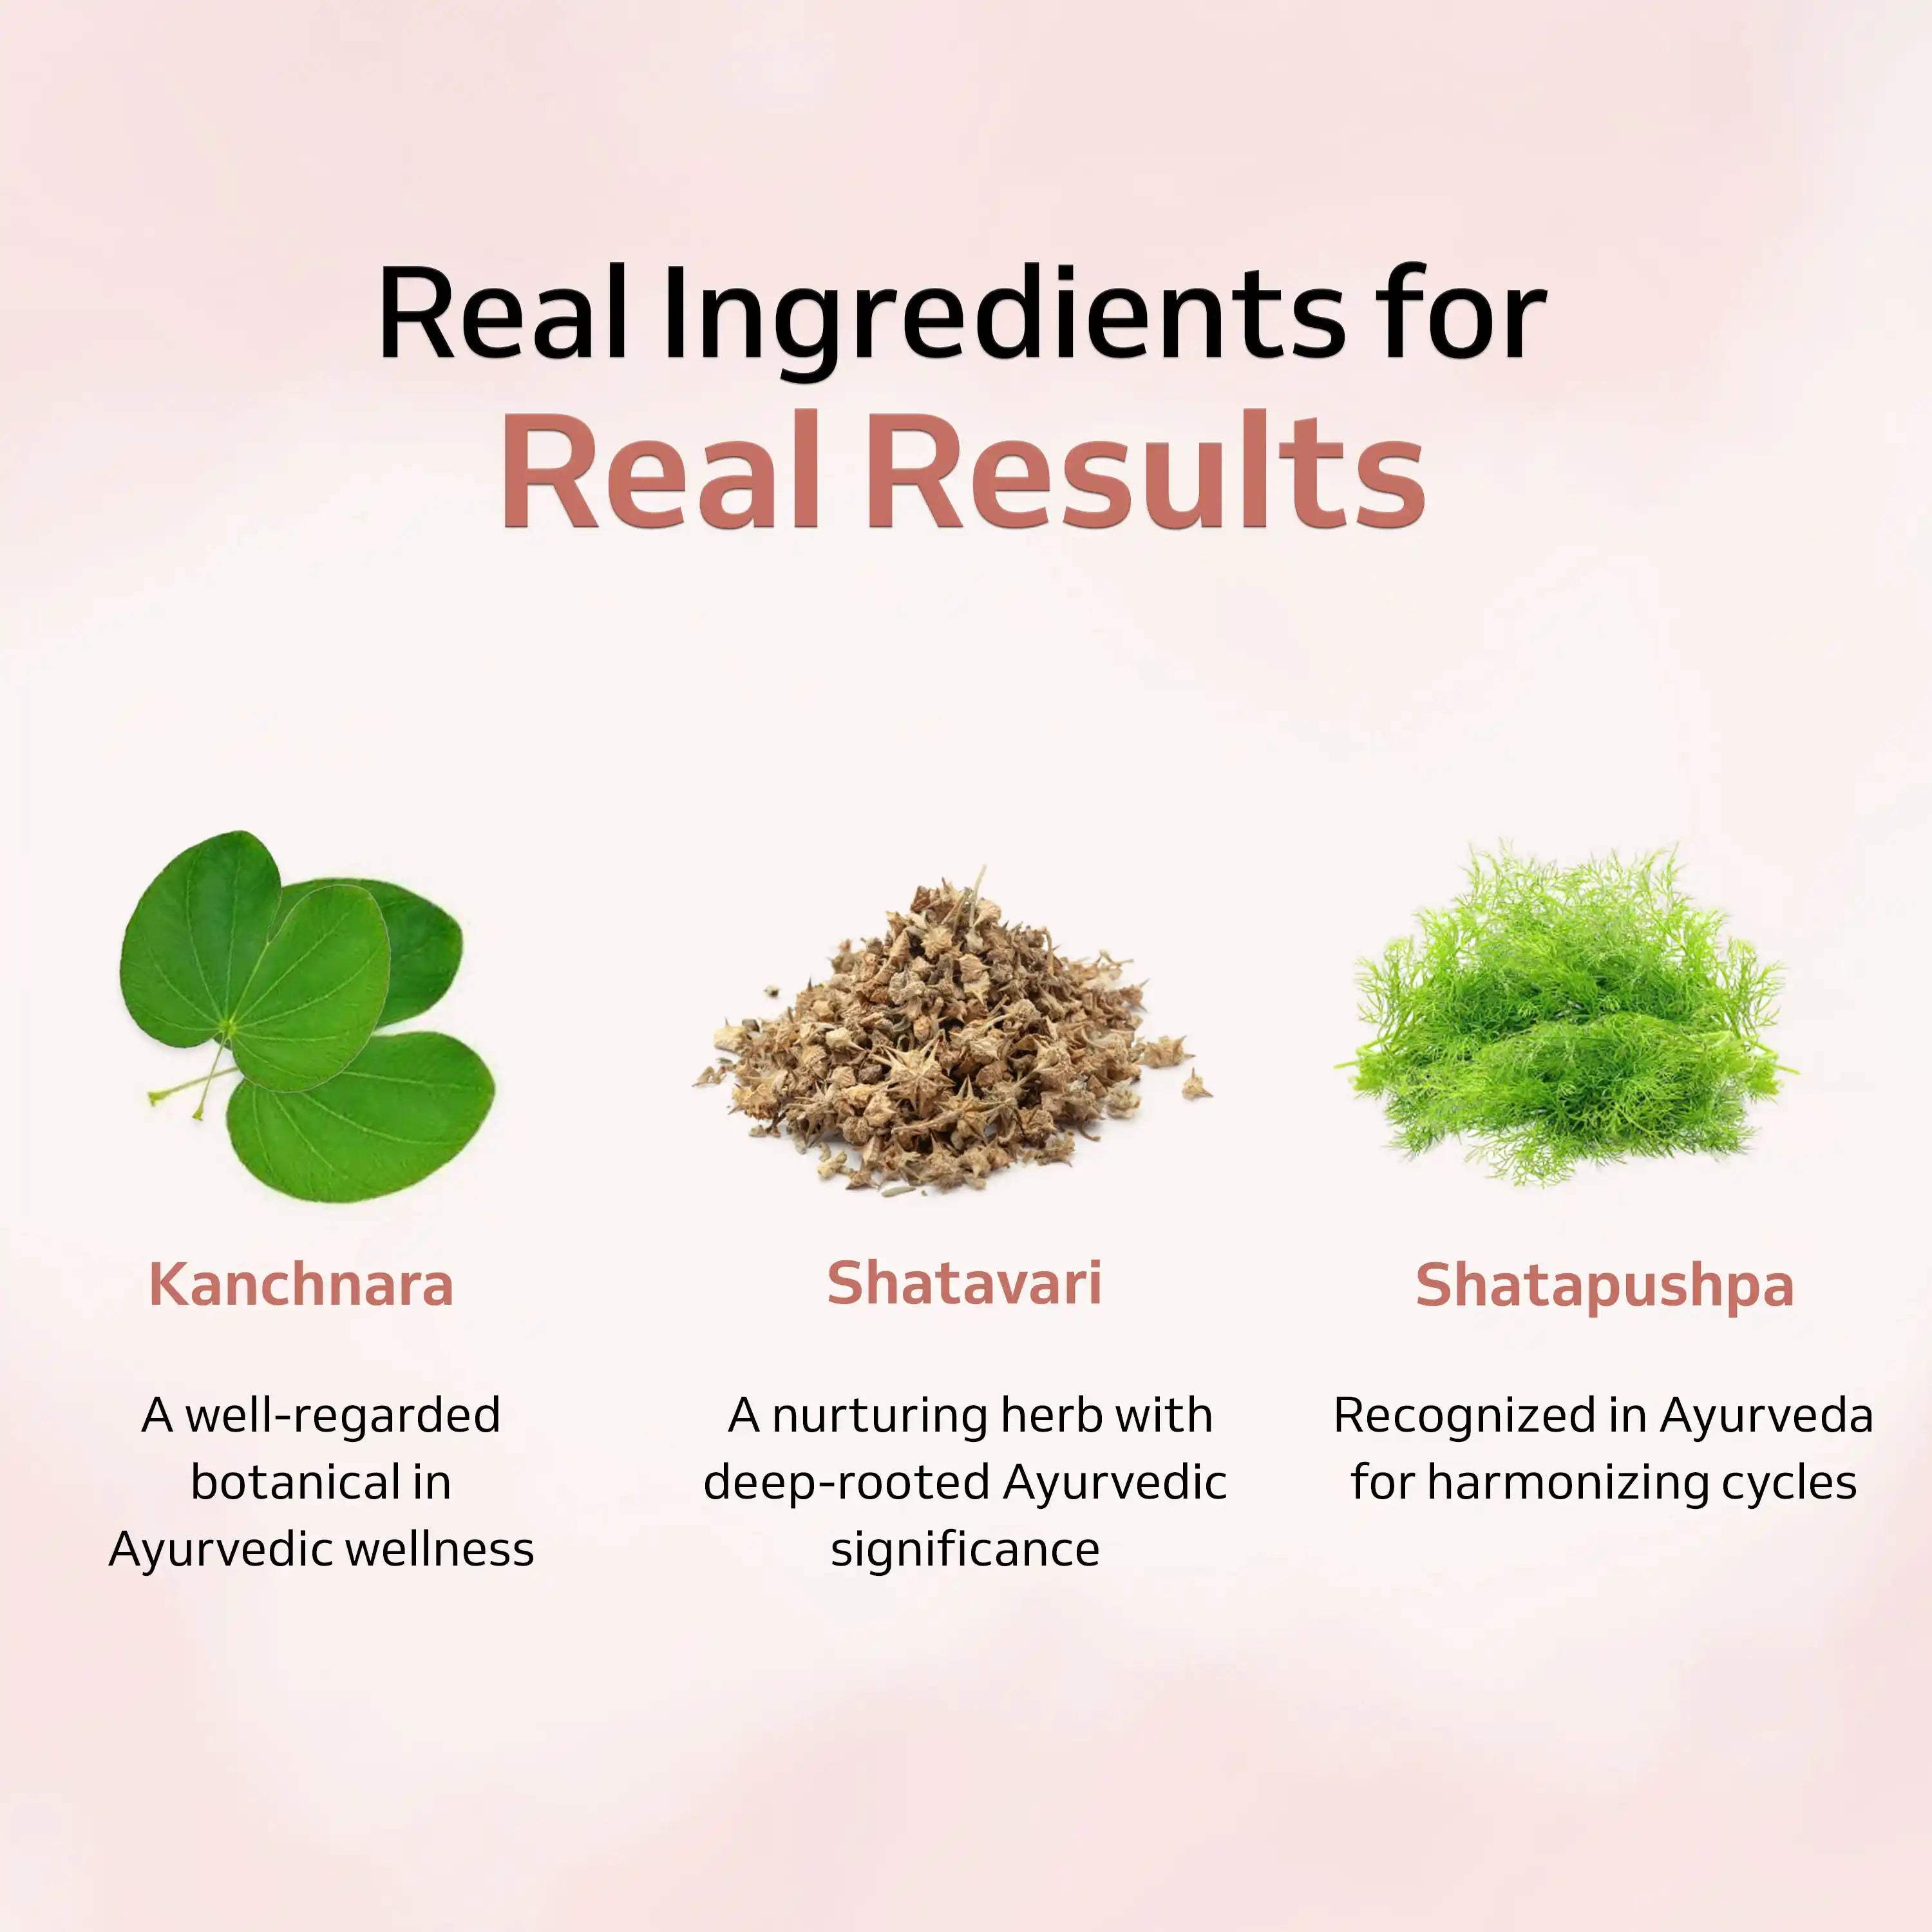 Real Ingredients for
Real Results
Kanchnara
A well-regarded
botanical in
Ayurvedic wellness
Shatavari
A nurturing herb with
deep-rooted Ayurvedic
significance
Shatapushpa
Recognized in Ayurveda
for harmonizing cycles